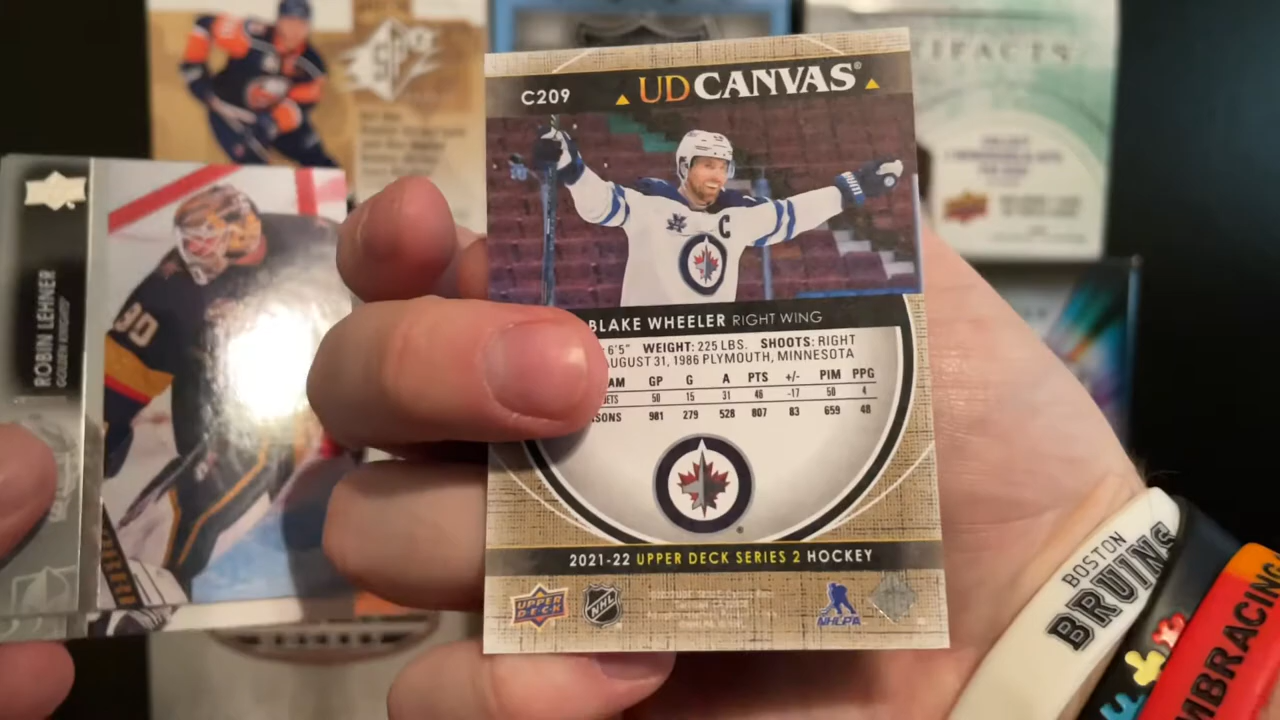 SPx
ARTIFACTS
C209
UD CANVAS®
C
30
ROBIN LEHNER
GOLDEN KNIGHTS
BLAKE WHEELER RIGHT WING
6'5" WEIGHT: 225 LBS. SHOOTS: RIGHT
AUGUST 31, 1986 PLYMOUTH, MINNESOTA
AM GP G A PTS +/- PIM PPG
JETS 50 15 31 46 -17 50 4
SONS 981 279 528 807 83 659 48
2021-22 UPPER DECK SERIES 2 HOCKEY
UPPER DECK
NHL
NHLPA
BOSTON
BRUINS
MBRACING